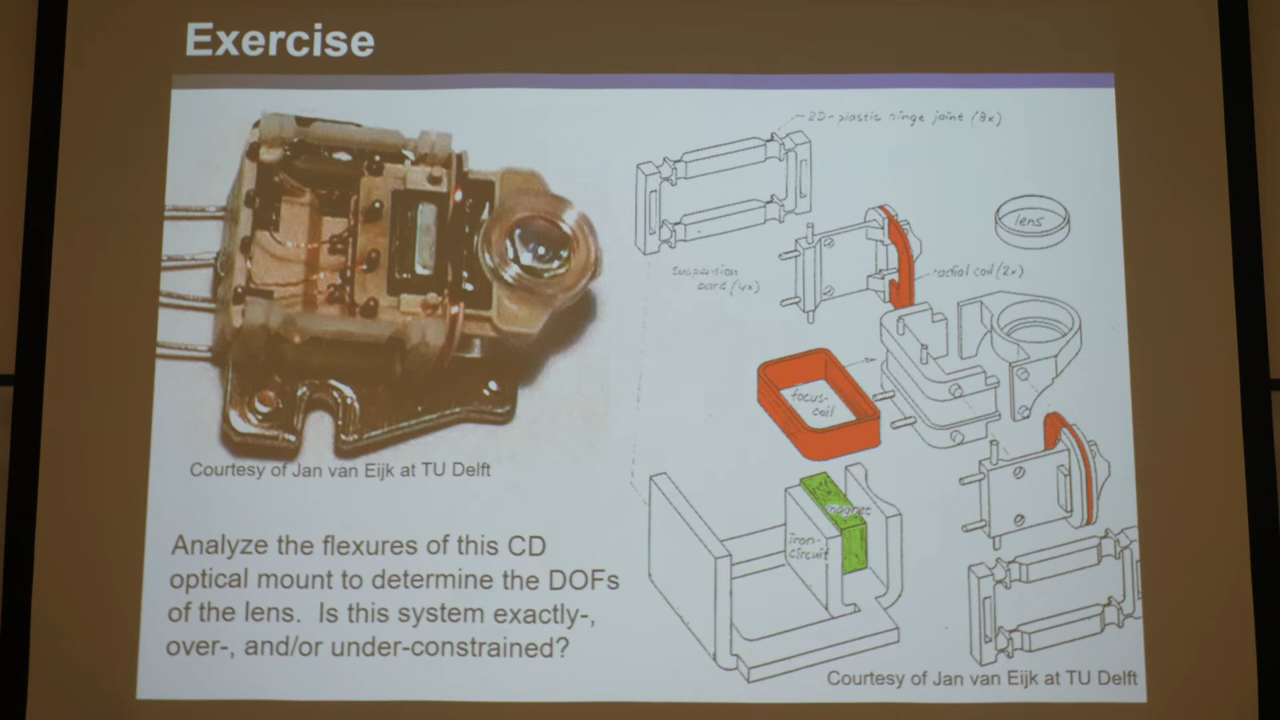 Exercise
2D-plastic hinge joint (8x)
lens
suspension
radial coil (2x)
focus-
coil
magnet
iron-
circuit
Courtesy of Jan van Eijk at TU Delft
Analyze the flexures of this CD
optical mount to determine the DOFs
of the lens. Is this system exactly-,
over-, and/or under-constrained?
Courtesy of Jan van Eijk at TU Delft